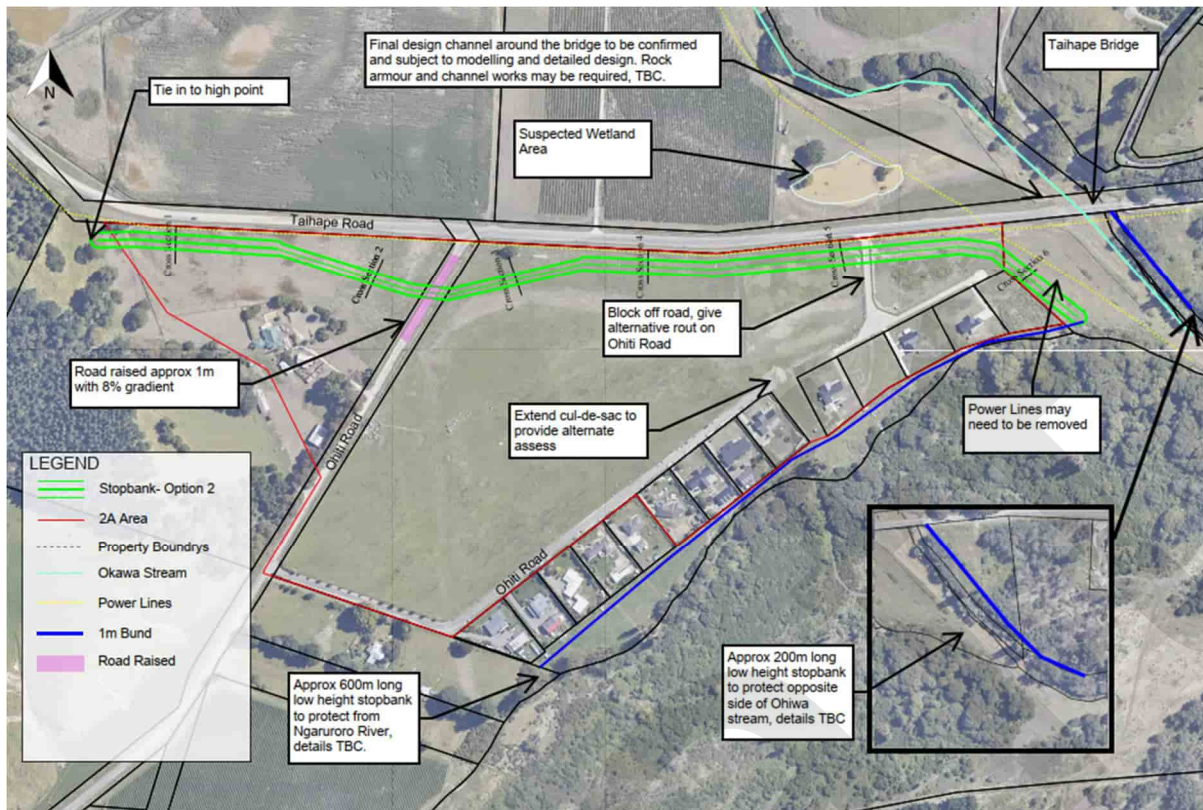 Final design channel around the bridge to be confirmed
and subject to modelling and detailed design. Rock
armour and channel works may be required, TBC.
Taihape Bridge
N
Tie in to high point
Suspected Wetland
Area
Taihape Road
Cross Section 1
Cross Section 2
Cross Section 3
Cross Section 4
Cross Section 5
Cross Section 6
Block off road, give
alternative rout on
Ohiti Road
Road raised approx 1m
with 8% gradient
Ohiti Road
Extend cul-de-sac to
provide alternate
assess
Power Lines may
need to be removed
LEGEND
Stopbank- Option 2
2A Area
Property Boundrys
Okawa Stream
Power Lines
1m Bund
Road Raised
Ohiti Road
Approx 600m long
low height stopbank
to protect from
Ngaruroro River,
details TBC.
Approx 200m long
low height stopbank
to protect opposite
side of Ohiwa
stream, details TBC